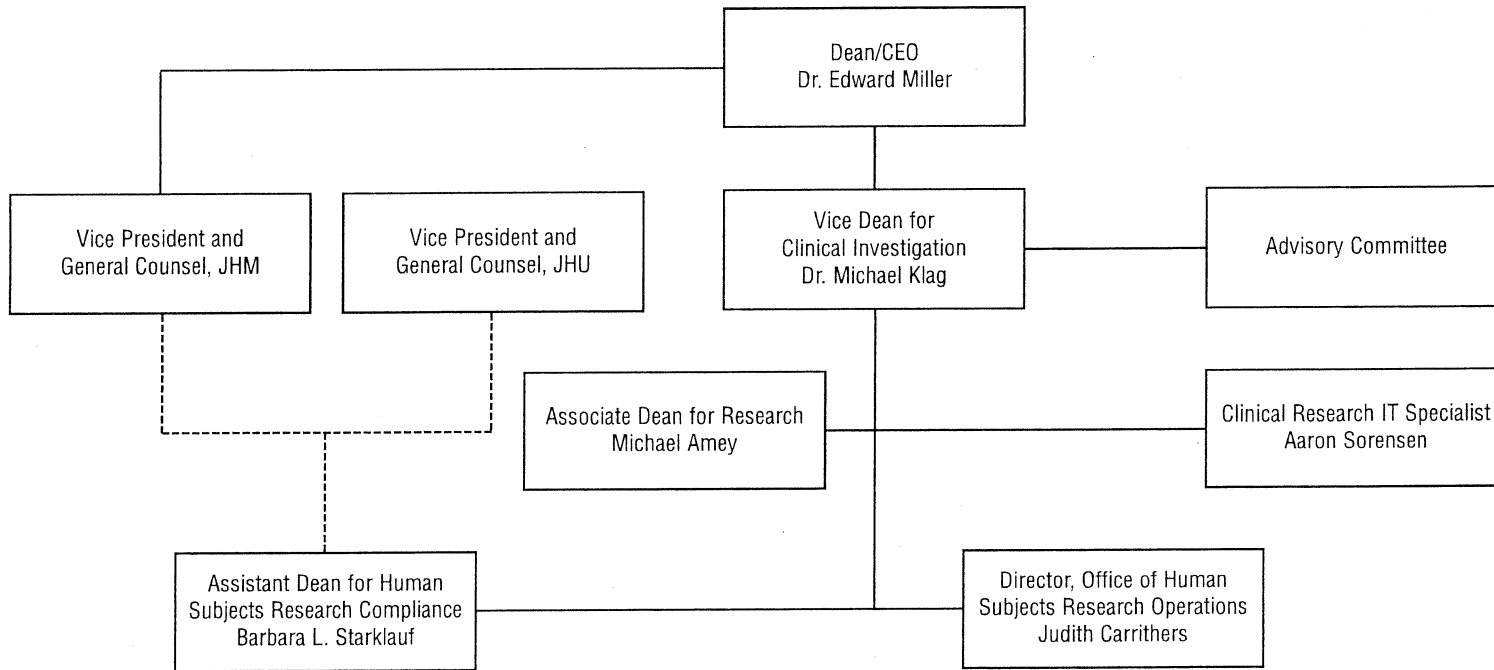 Dean/CEO
Dr. Edward Miller
Vice President and
General Counsel, JHM
Vice President and
General Counsel, JHU
Vice Dean for
Clinical Investigation
Dr. Michael Klag
Advisory Committee
Associate Dean for Research
Michael Amey
Clinical Research IT Specialist
Aaron Sorensen
Assistant Dean for Human
Subjects Research Compliance
Barbara L. Starklauf
Director, Office of Human
Subjects Research Operations
Judith Carrithers